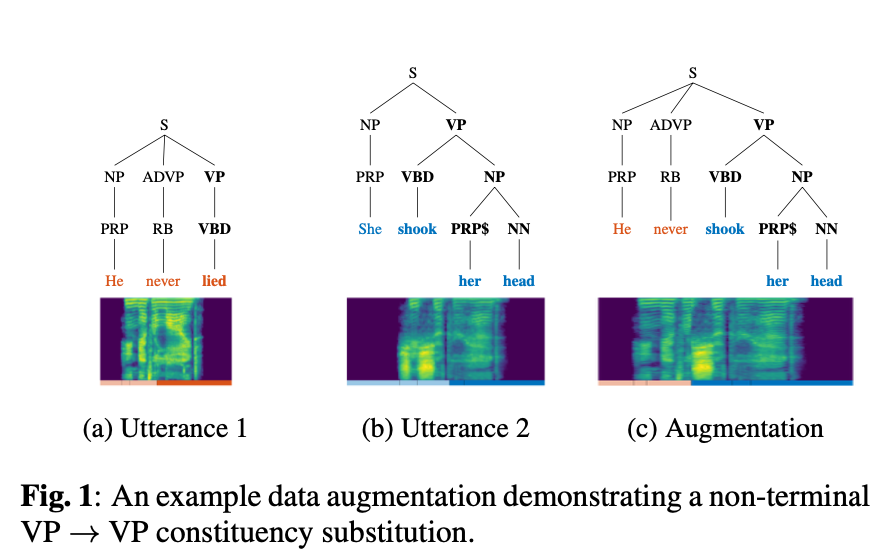 S
NP ADVP VP
PRP RB VBD
He never lied
(a) Utterance 1
S
NP VP
PRP VBD NP
She shook PRP$ NN
her head
(b) Utterance 2
S
NP ADVP VP
PRP RB VBD NP
He never shook PRP$ NN
her head
(c) Augmentation
Fig. 1: An example data augmentation demonstrating a non-terminal
VP → VP constituency substitution.